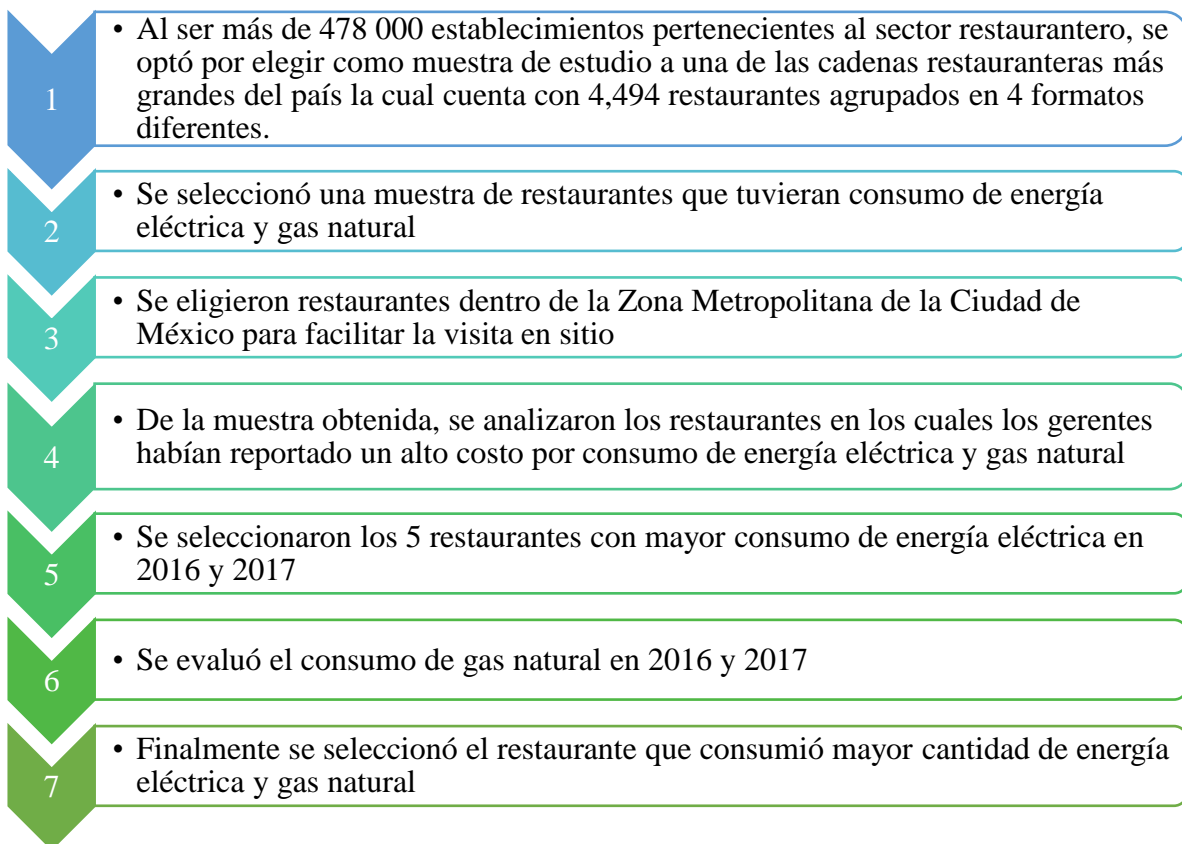 1
• Al ser más de 478 000 establecimientos pertenecientes al sector restaurantero, se
optó por elegir como muestra de estudio a una de las cadenas restauranteras más
grandes del país la cual cuenta con 4,494 restaurantes agrupados en 4 formatos
diferentes.
2
• Se seleccionó una muestra de restaurantes que tuvieran consumo de energía
eléctrica y gas natural
3
• Se eligieron restaurantes dentro de la Zona Metropolitana de la Ciudad de
México para facilitar la visita en sitio
4
• De la muestra obtenida, se analizaron los restaurantes en los cuales los gerentes
habían reportado un alto costo por consumo de energía eléctrica y gas natural
5
• Se seleccionaron los 5 restaurantes con mayor consumo de energía eléctrica en
2016 y 2017
6
• Se evaluó el consumo de gas natural en 2016 y 2017
7
• Finalmente se seleccionó el restaurante que consumió mayor cantidad de energía
eléctrica y gas natural